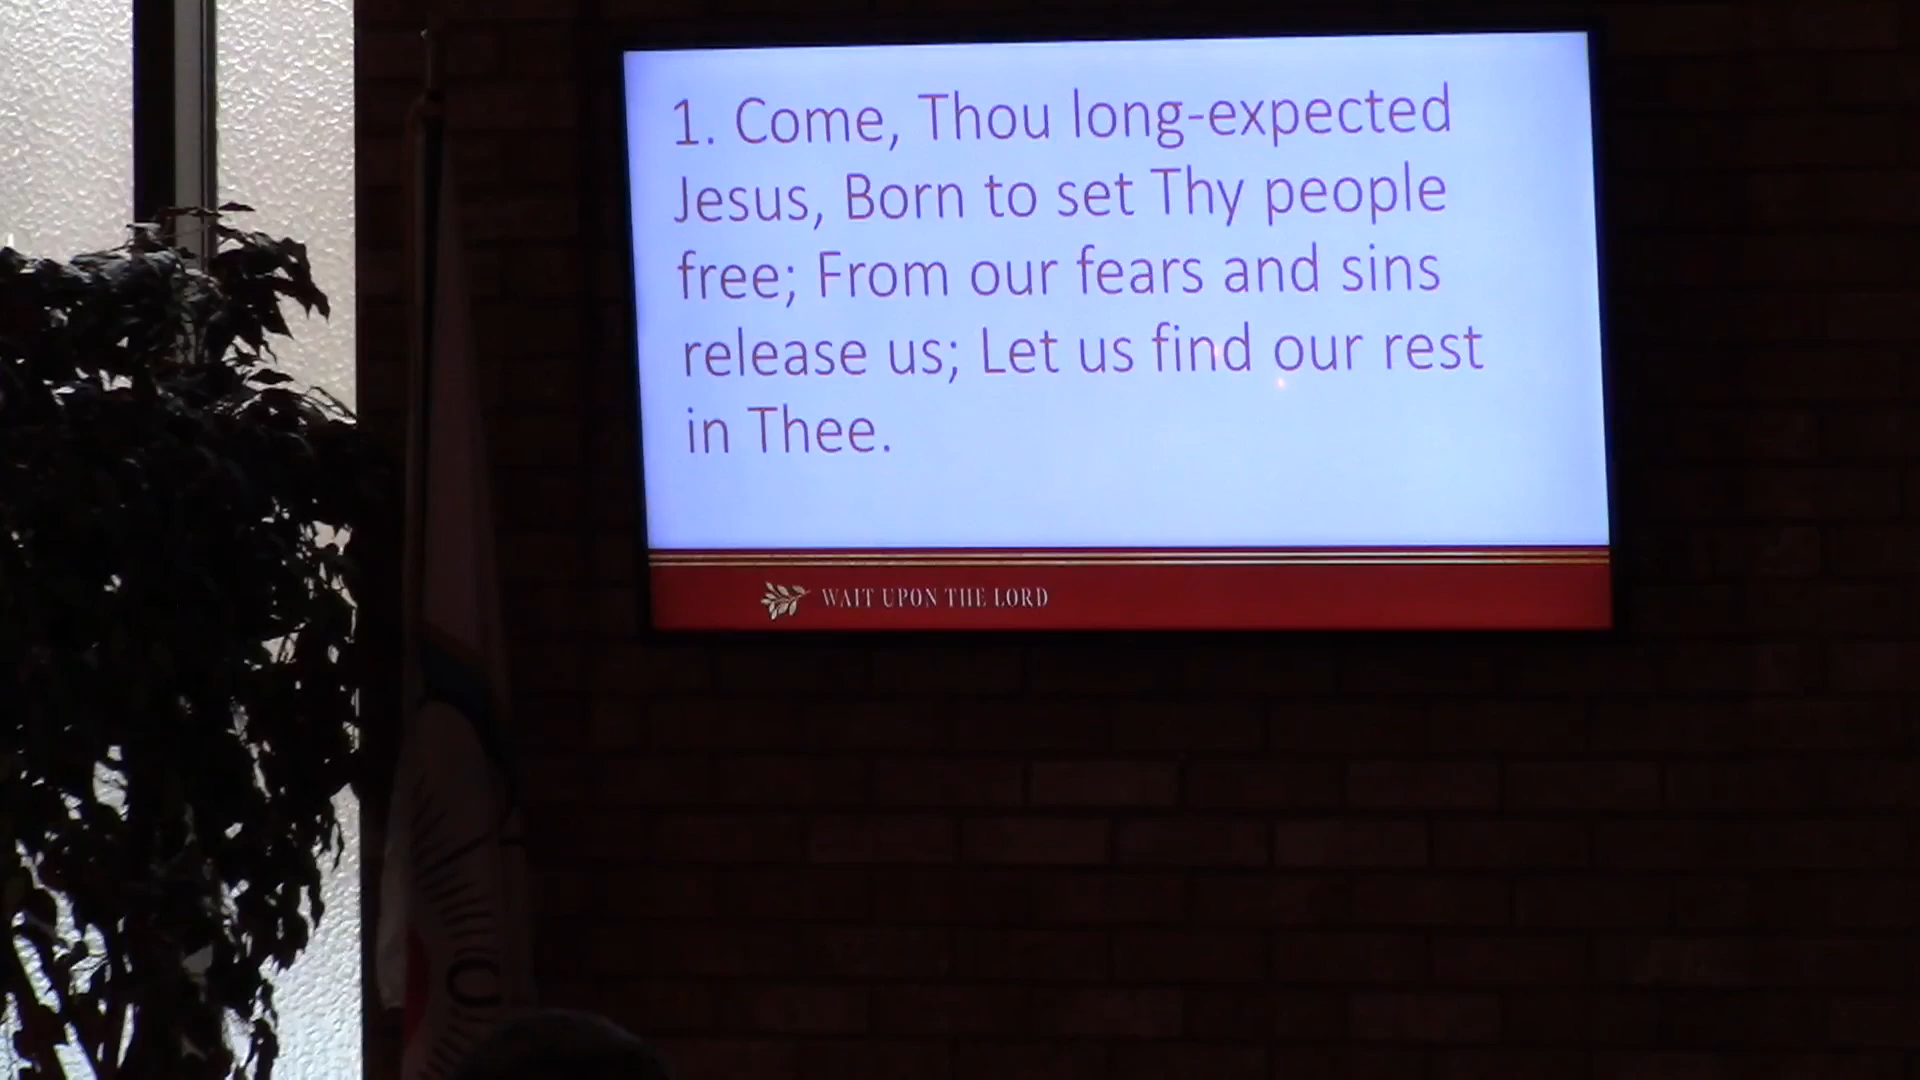 1. Come, Thou long-expected
Jesus, Born to set Thy people
free; From our fears and sins
release us; Let us find our rest
in Thee.
WAIT UPON THE LORD